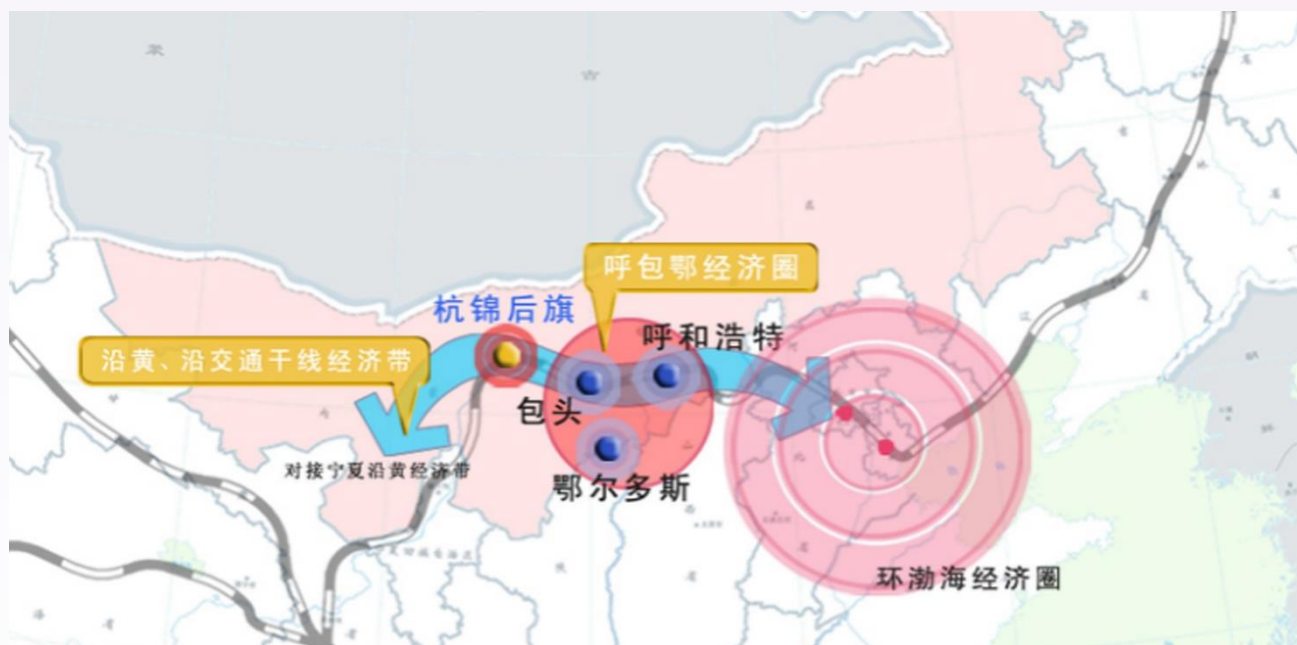 蒙
古
呼包鄂经济圈
杭锦后旗
呼和浩特
沿黄、沿交通干线经济带
包头
对接宁夏沿黄经济带
鄂尔多斯
环渤海经济圈